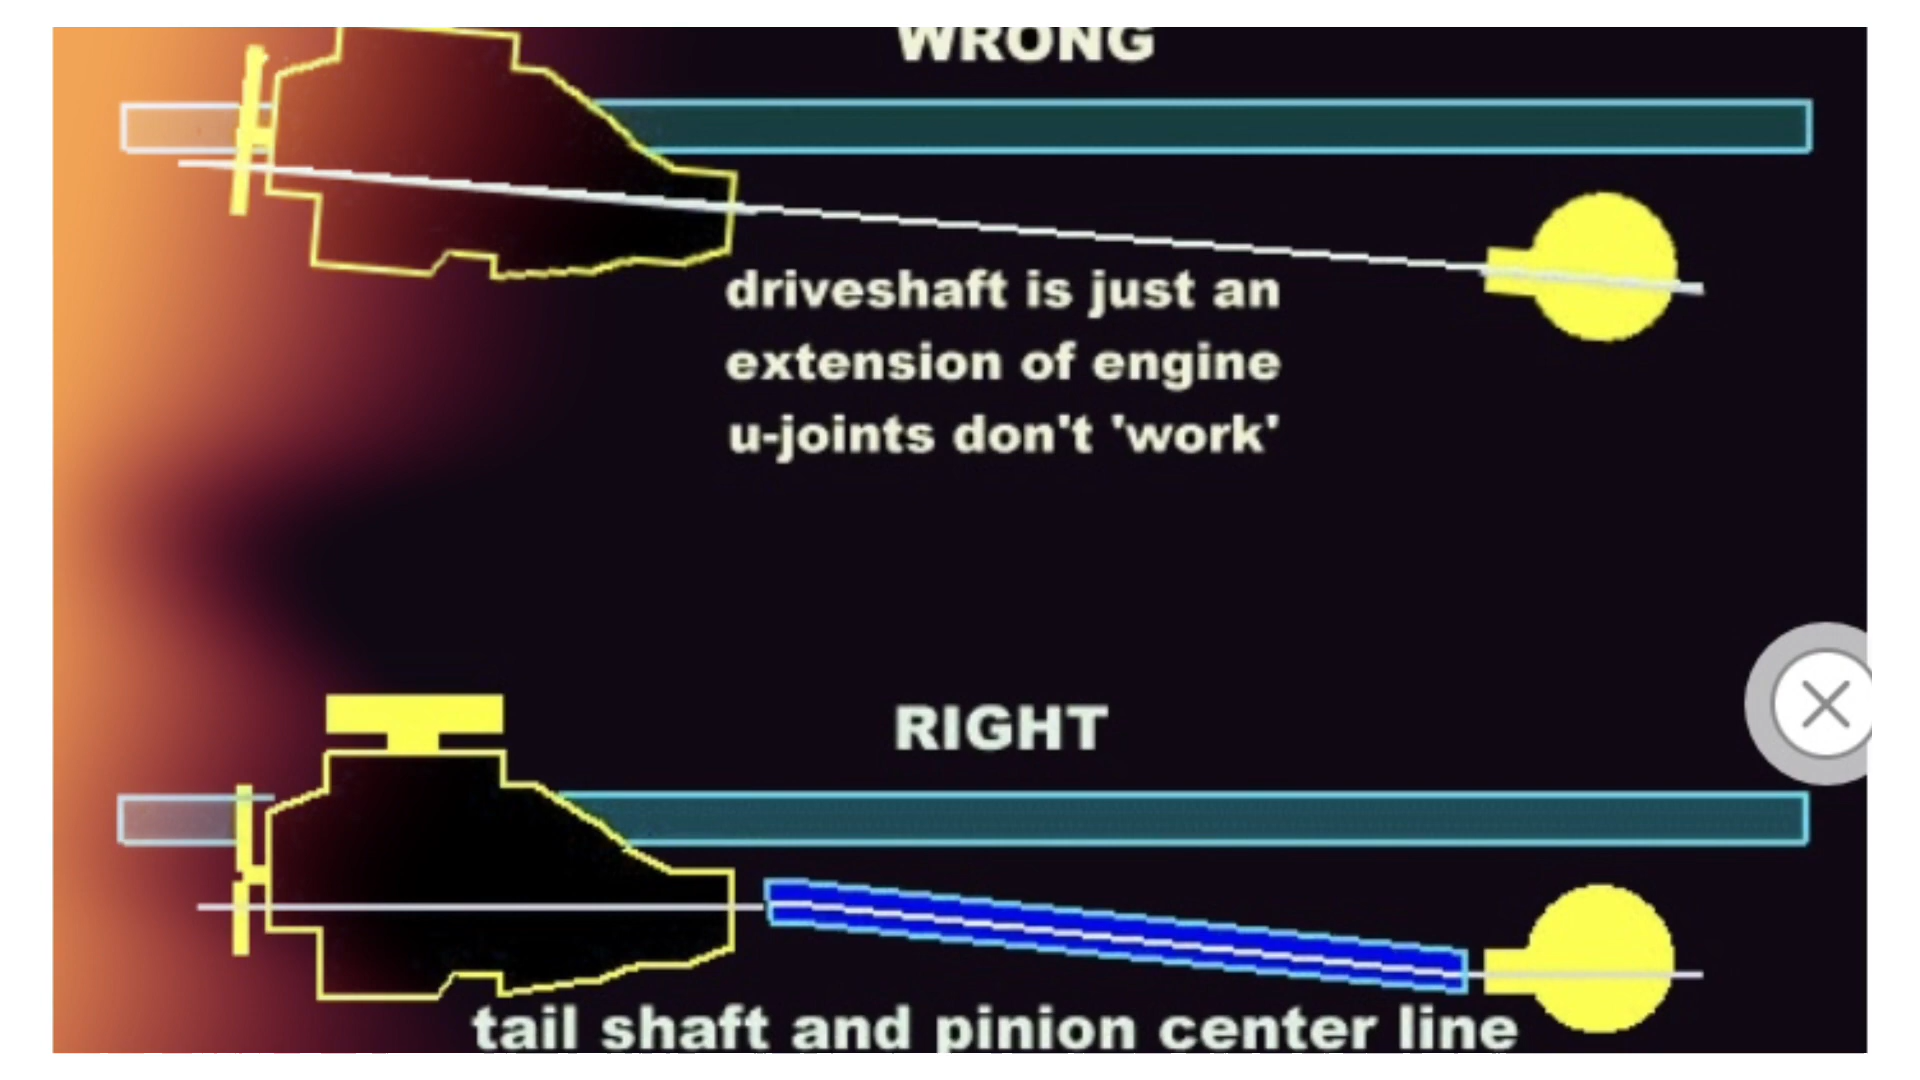 WRONG
driveshaft is just an
extension of engine
u-joints don't 'work'
RIGHT
tail shaft and pinion center line